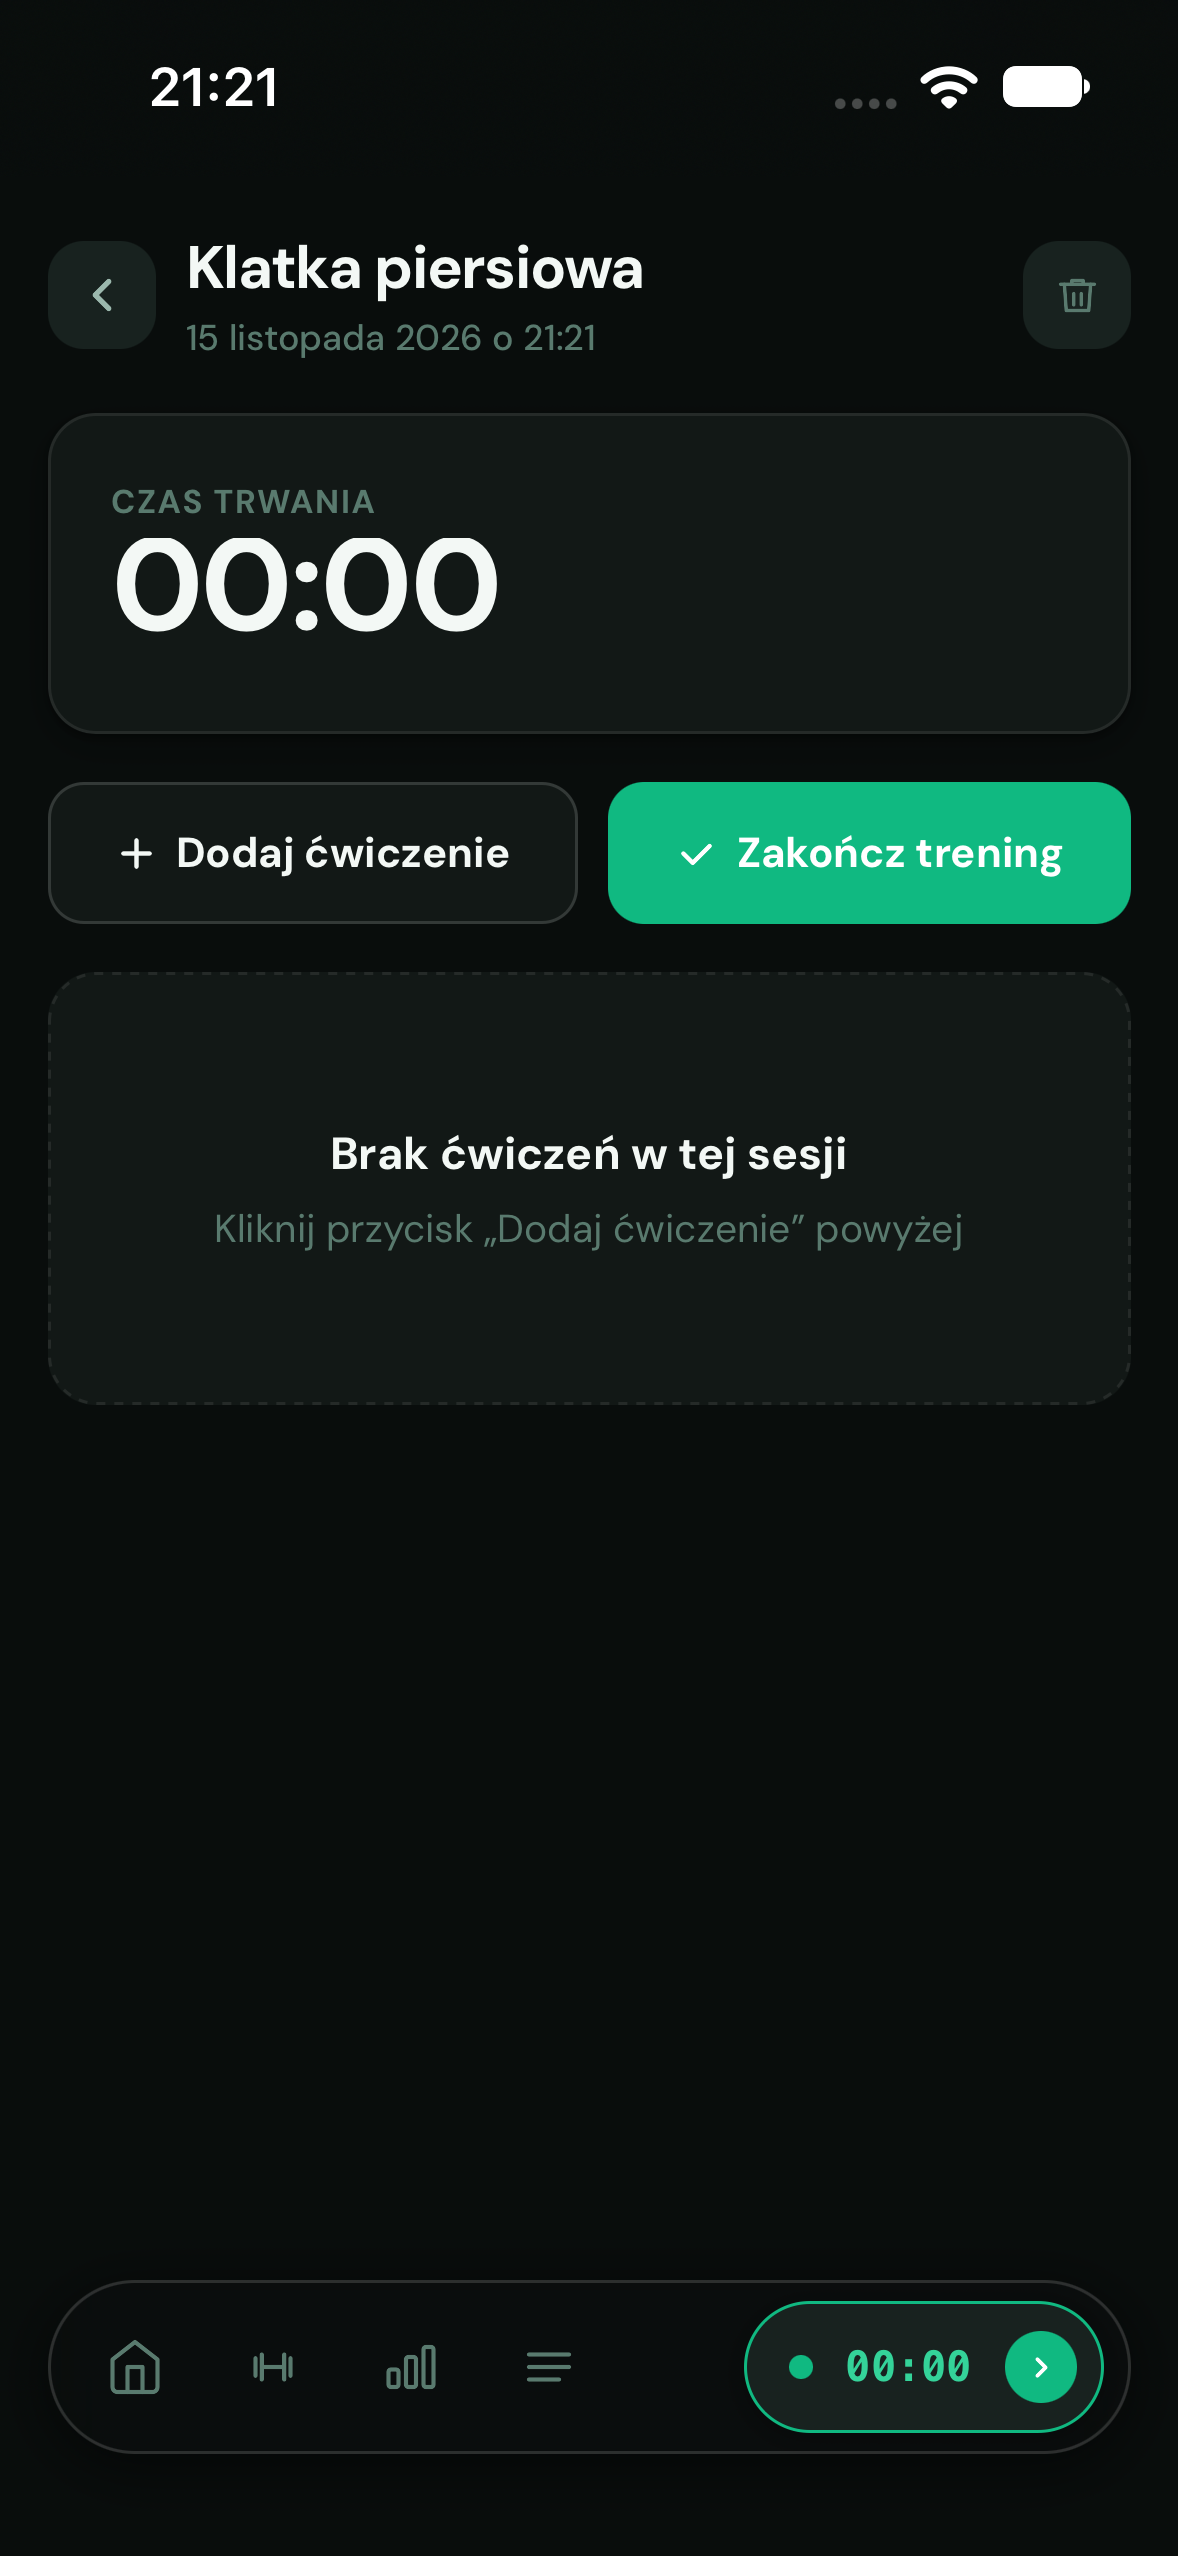 21:21
Klatka piersiowa
15 listopada 2026 o 21:21
CZAS TRWANIA
00:00
Dodaj ćwiczenie
Zakończ trening
Brak ćwiczeń w tej sesji
Kliknij przycisk „Dodaj ćwiczenie” powyżej
00:00